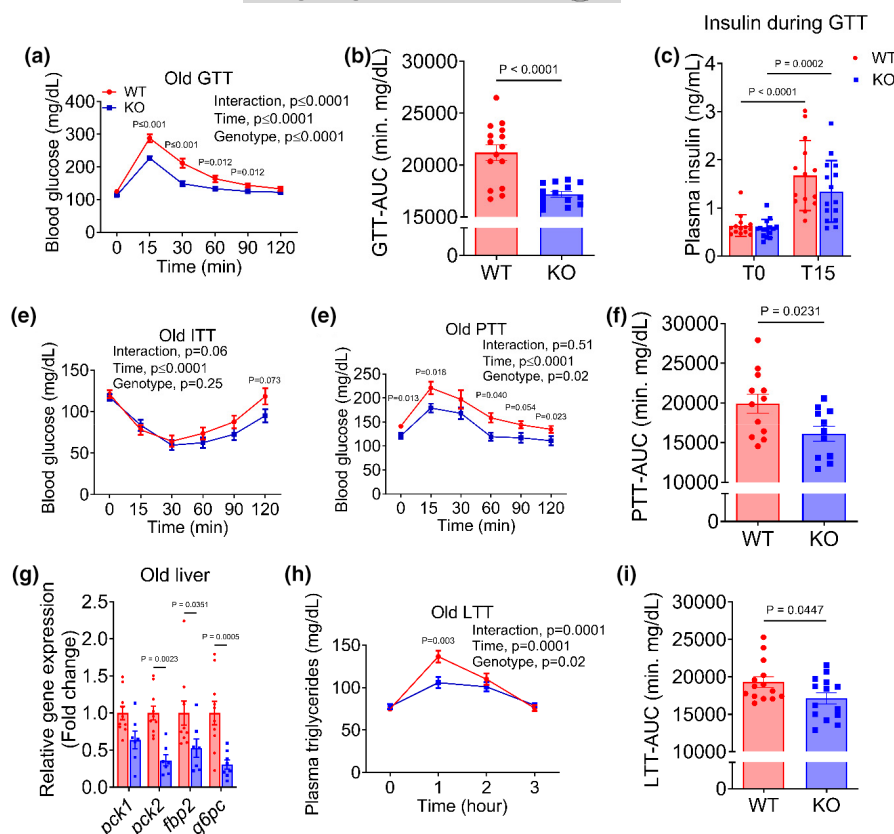 Insulin during GTT
(a)
Old GTT
WT
KO
Interaction, p≤0.0001
Time, p≤0.0001
Genotype, p≤0.0001
P≤0.001
P≤0.001
P=0.012
P=0.012
Blood glucose (mg/dL)
400
300
200
100
0
0 15 30 60 90 120
Time (min)
(b)
P < 0.0001
GTT-AUC (min. mg/dL)
30000
25000
20000
15000
0
WT KO
(c)
WT
KO
P = 0.0002
P < 0.0001
Plasma insulin (ng/mL)
4
3
2
1
0
T0 T15
(e)
Old ITT
Interaction, p=0.06
Time, p≤0.0001
Genotype, p=0.25
P=0.073
Blood glucose (mg/dL)
150
100
50
0
0 15 30 60 90 120
Time (min)
(e)
Old PTT
Interaction, p=0.51
Time, p≤0.0001
Genotype, p=0.02
P=0.013
P=0.018
P=0.040
P=0.054
P=0.023
Blood glucose (mg/dL)
250
200
150
100
50
0
0 15 30 60 90 120
Time (min)
(f)
P = 0.0231
PTT-AUC (min. mg/dL)
30000
25000
20000
15000
10000
0
WT KO
(g)
Old liver
P = 0.0023
P = 0.0351
P = 0.0005
Relative gene expression
(Fold change)
2.5
2.0
1.5
1.0
0.5
0.0
pck1 pck2 fbp2 g6pc
(h)
Old LTT
Interaction, p=0.0001
Time, p=0.0001
Genotype, p=0.02
P=0.003
Plasma triglycerides (mg/dL)
150
100
50
0
0 1 2 3
Time (hour)
(i)
P = 0.0447
LTT-AUC (min. mg/dL)
30000
25000
20000
15000
10000
0
WT KO